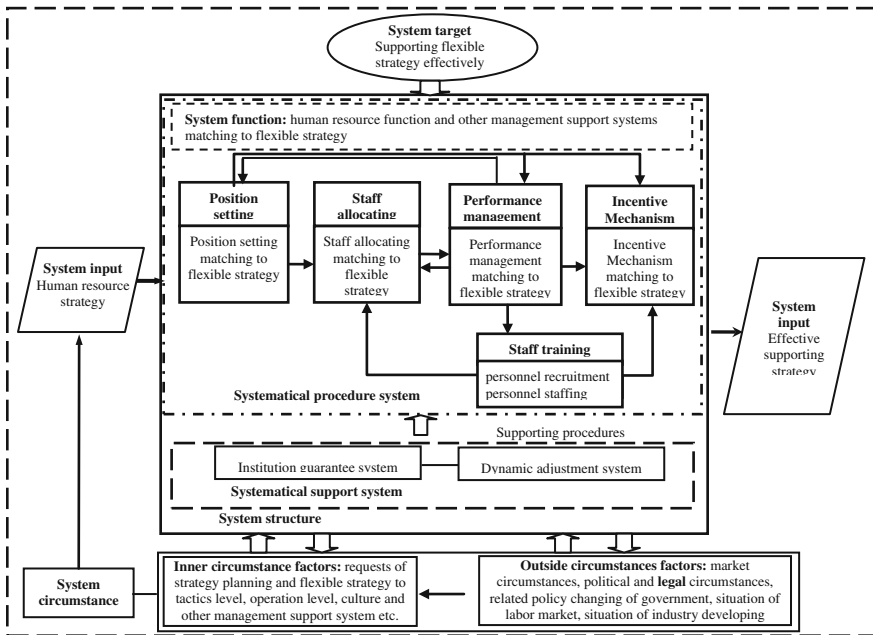 System target
Supporting flexible
strategy effectively
System function: human resource function and other management support systems
matching to flexible strategy
Position
setting
Position setting
matching to
flexible strategy
Staff
allocating
Staff allocating
matching to
flexible
strategy
Performance
management
Performance
management
matching to
flexible strategy
Incentive
Mechanism
Incentive
Mechanism
matching to
flexible strategy
System input
Human resource
strategy
System
input
Effective
supporting
strategy
Staff training
personnel recruitment
personnel staffing
Systematical procedure system
Supporting procedures
Institution guarantee system
Dynamic adjustment system
Systematical support system
System structure
System
circumstance
Inner circumstance factors: requests
of strategy planning and flexible strategy to
tactics level, operation level, culture and
other management support system etc.
Outside circumstances factors: market
circumstances, political and legal circumstances,
related policy changing of government, situation of
labor market, situation of industry developing